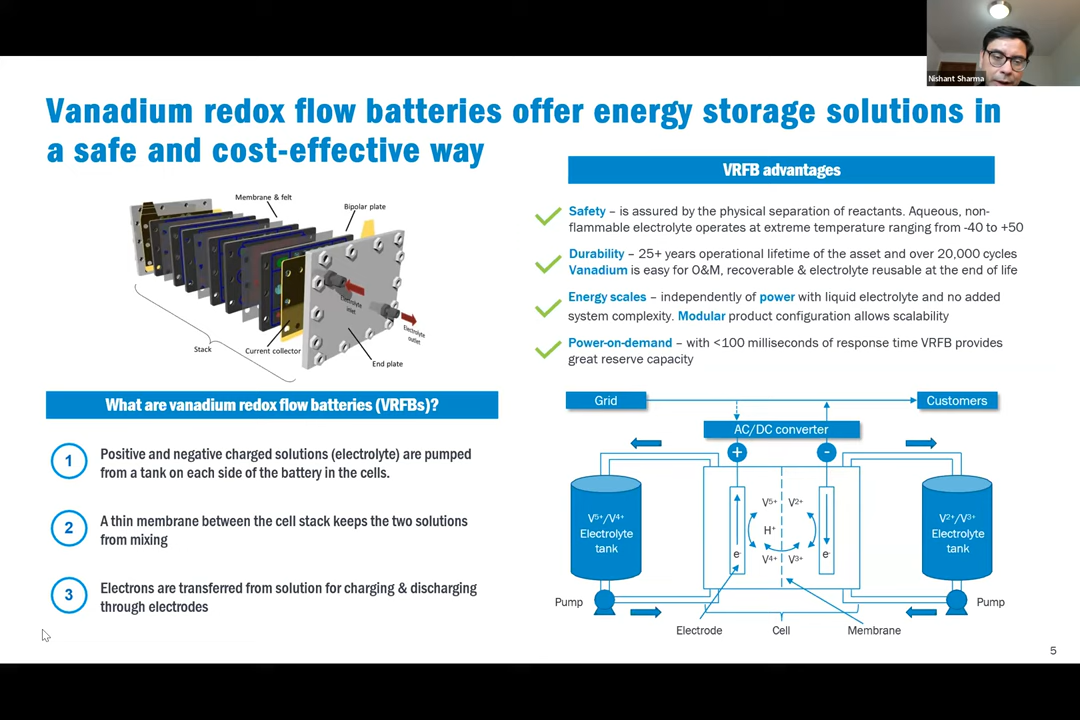 Nishant Sharma
Vanadium redox flow batteries offer energy storage solutions in
a safe and cost-effective way
Membrane & felt
Bipolar plate
Electrolyte
inlet
Electrolyte
outlet
Stack
Current collector
End plate
What are vanadium redox flow batteries (VRFBs)?
1
Positive and negative charged solutions (electrolyte) are pumped
from a tank on each side of the battery in the cells.
2
A thin membrane between the cell stack keeps the two solutions
from mixing
3
Electrons are transferred from solution for charging & discharging
through electrodes
VRFB advantages
Safety – is assured by the physical separation of reactants. Aqueous, non-
flammable electrolyte operates at extreme temperature ranging from -40 to +50
Durability – 25+ years operational lifetime of the asset and over 20,000 cycles
Vanadium is easy for O&M, recoverable & electrolyte reusable at the end of life
Energy scales – independently of power with liquid electrolyte and no added
system complexity. Modular product configuration allows scalability
Power-on-demand – with <100 milliseconds of response time VRFB provides
great reserve capacity
Grid
Customers
AC/DC converter
+
-
V5+/V4+
Electrolyte
tank
V5+
V2+
H+
V4+
V3+
e-
e-
V2+/V3+
Electrolyte
tank
Pump
Pump
Electrode
Cell
Membrane
5